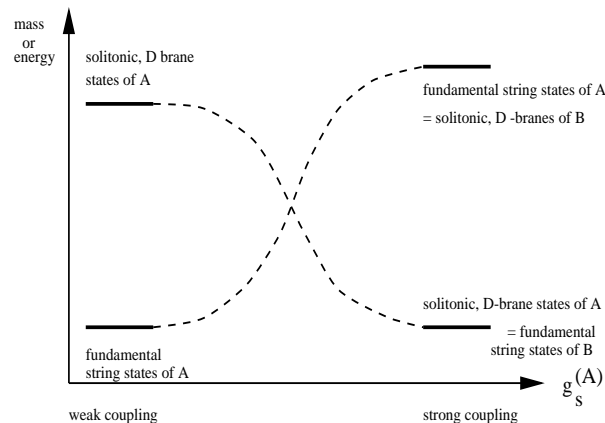 mass
or
energy
solitonic, D brane
states of A
fundamental string states of A
= solitonic, D -branes of B
solitonic, D-brane states of A
= fundamental
string states of B
fundamental
string states of A
g_s^(A)
weak coupling
strong coupling